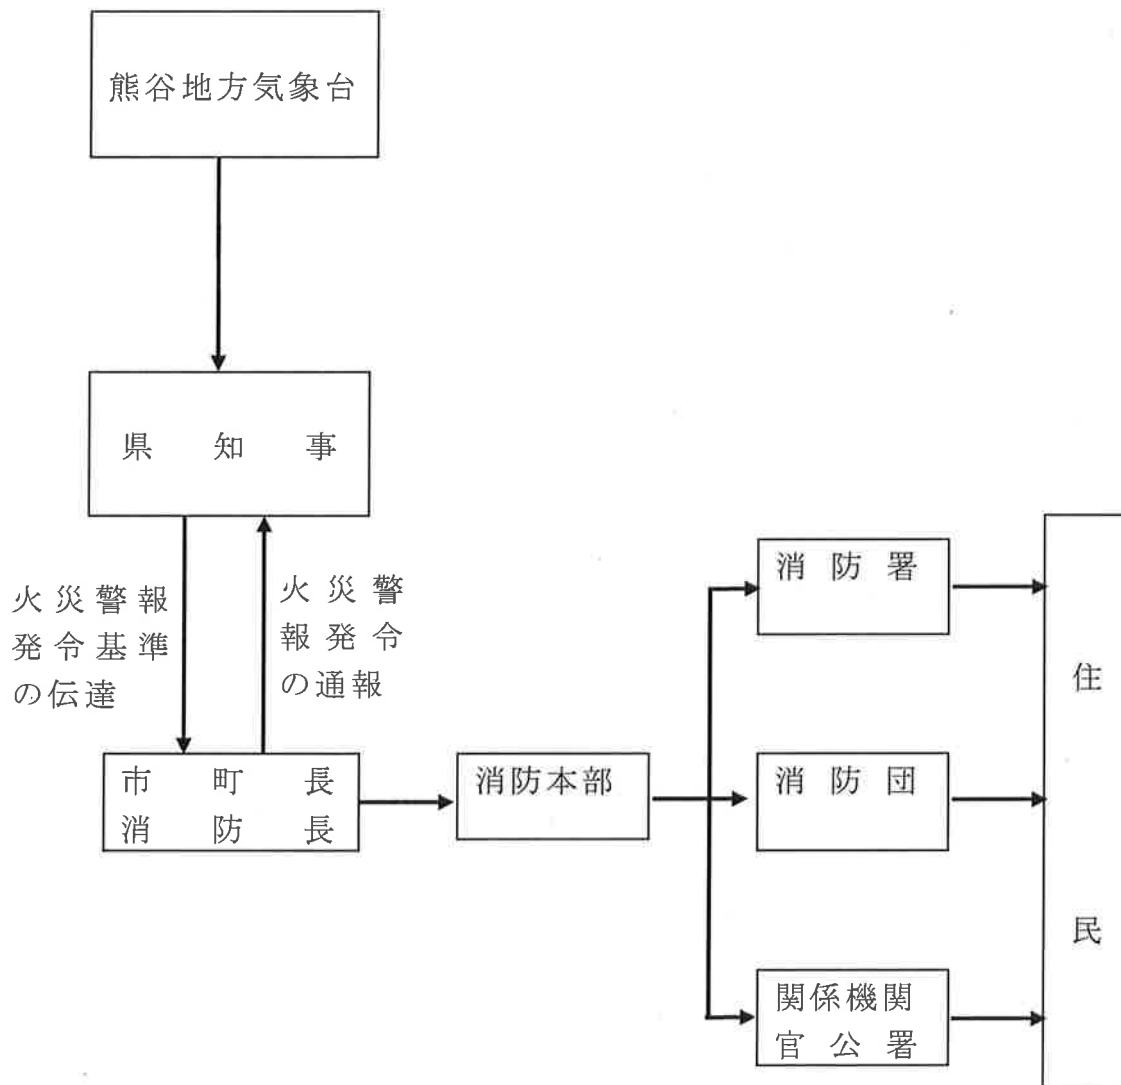 熊谷地方気象台
県知事
火災警報
発令基準
の伝達
火災警
報発令
の通報
市町長
消防長
消防本部
消防署
消防団
関係機関
官公署
住民